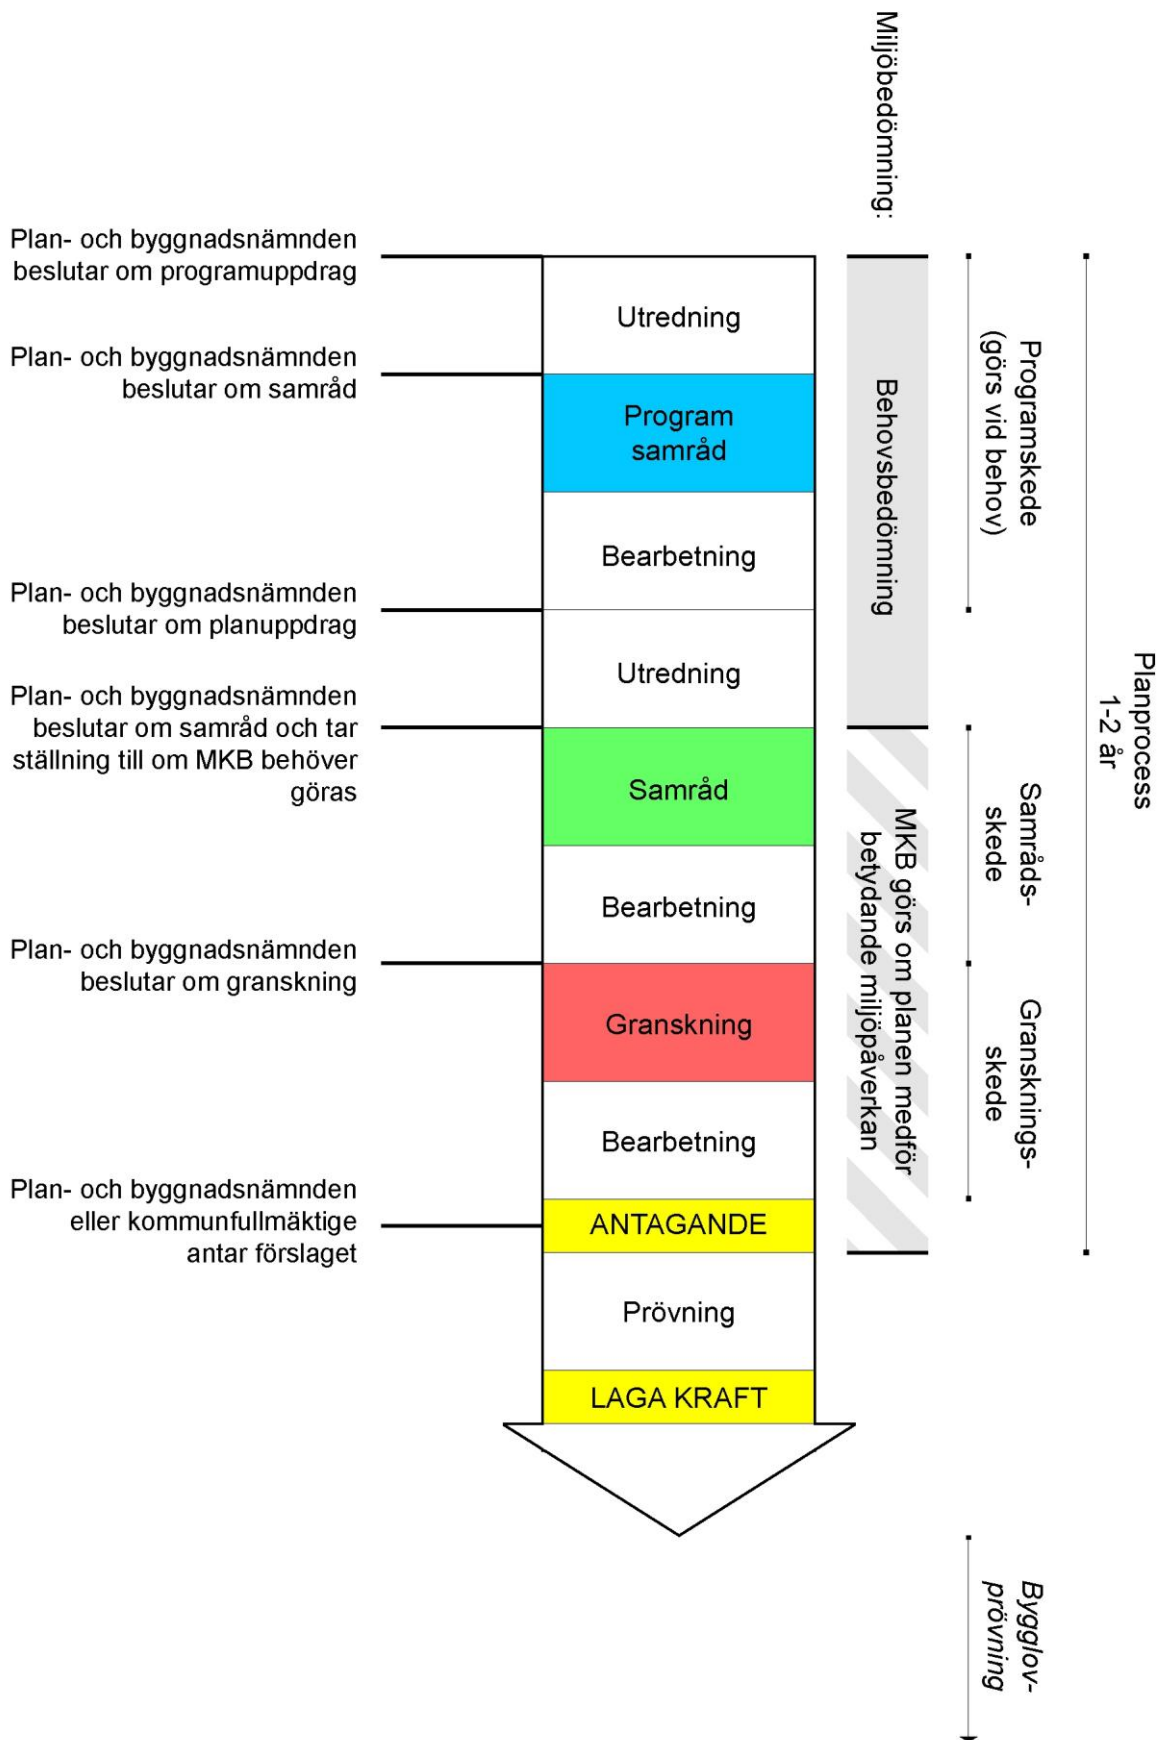 Miljöbedömning:
Plan- och byggnadsnämnden
beslutar om programuppdrag
Plan- och byggnadsnämnden
beslutar om samråd
Plan- och byggnadsnämnden
beslutar om planuppdrag
Plan- och byggnadsnämnden
beslutar om samråd och tar
ställning till om MKB behöver
göras
Plan- och byggnadsnämnden
beslutar om granskning
Plan- och byggnadsnämnden
eller kommunfullmäktige
antar förslaget
Utredning
Program
samråd
Bearbetning
Utredning
Samråd
Bearbetning
Granskning
Bearbetning
ANTAGANDE
Prövning
LAGA KRAFT
Behovsbedömning
MKB görs om planen medför
betydande miljöpåverkan
Programskede
(görs vid behov)
Samråds-
skede
Gransknings-
skede
Bygglov-
prövning
Planprocess
1-2 år